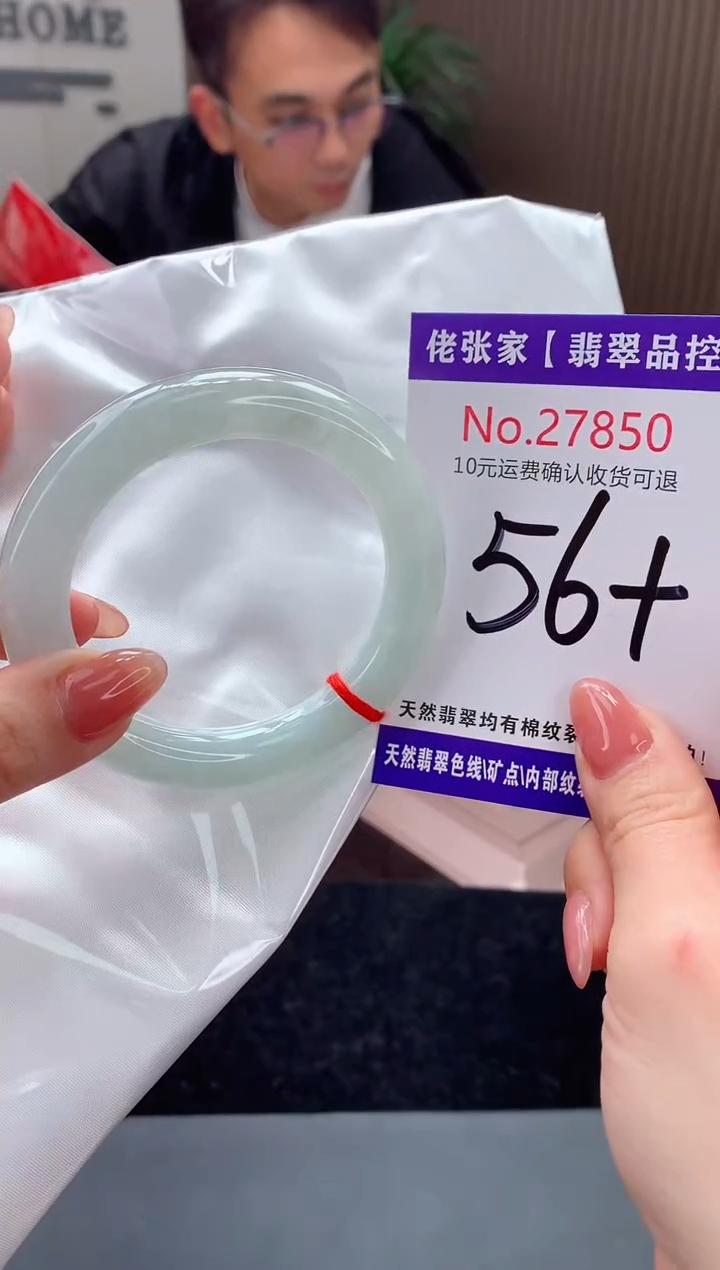 HOME
佬张家【翡翠品控
No.27850
10元运费确认收货可退
56+
天然翡翠均有棉纹
天然翡翠色线\矿点\内部纹